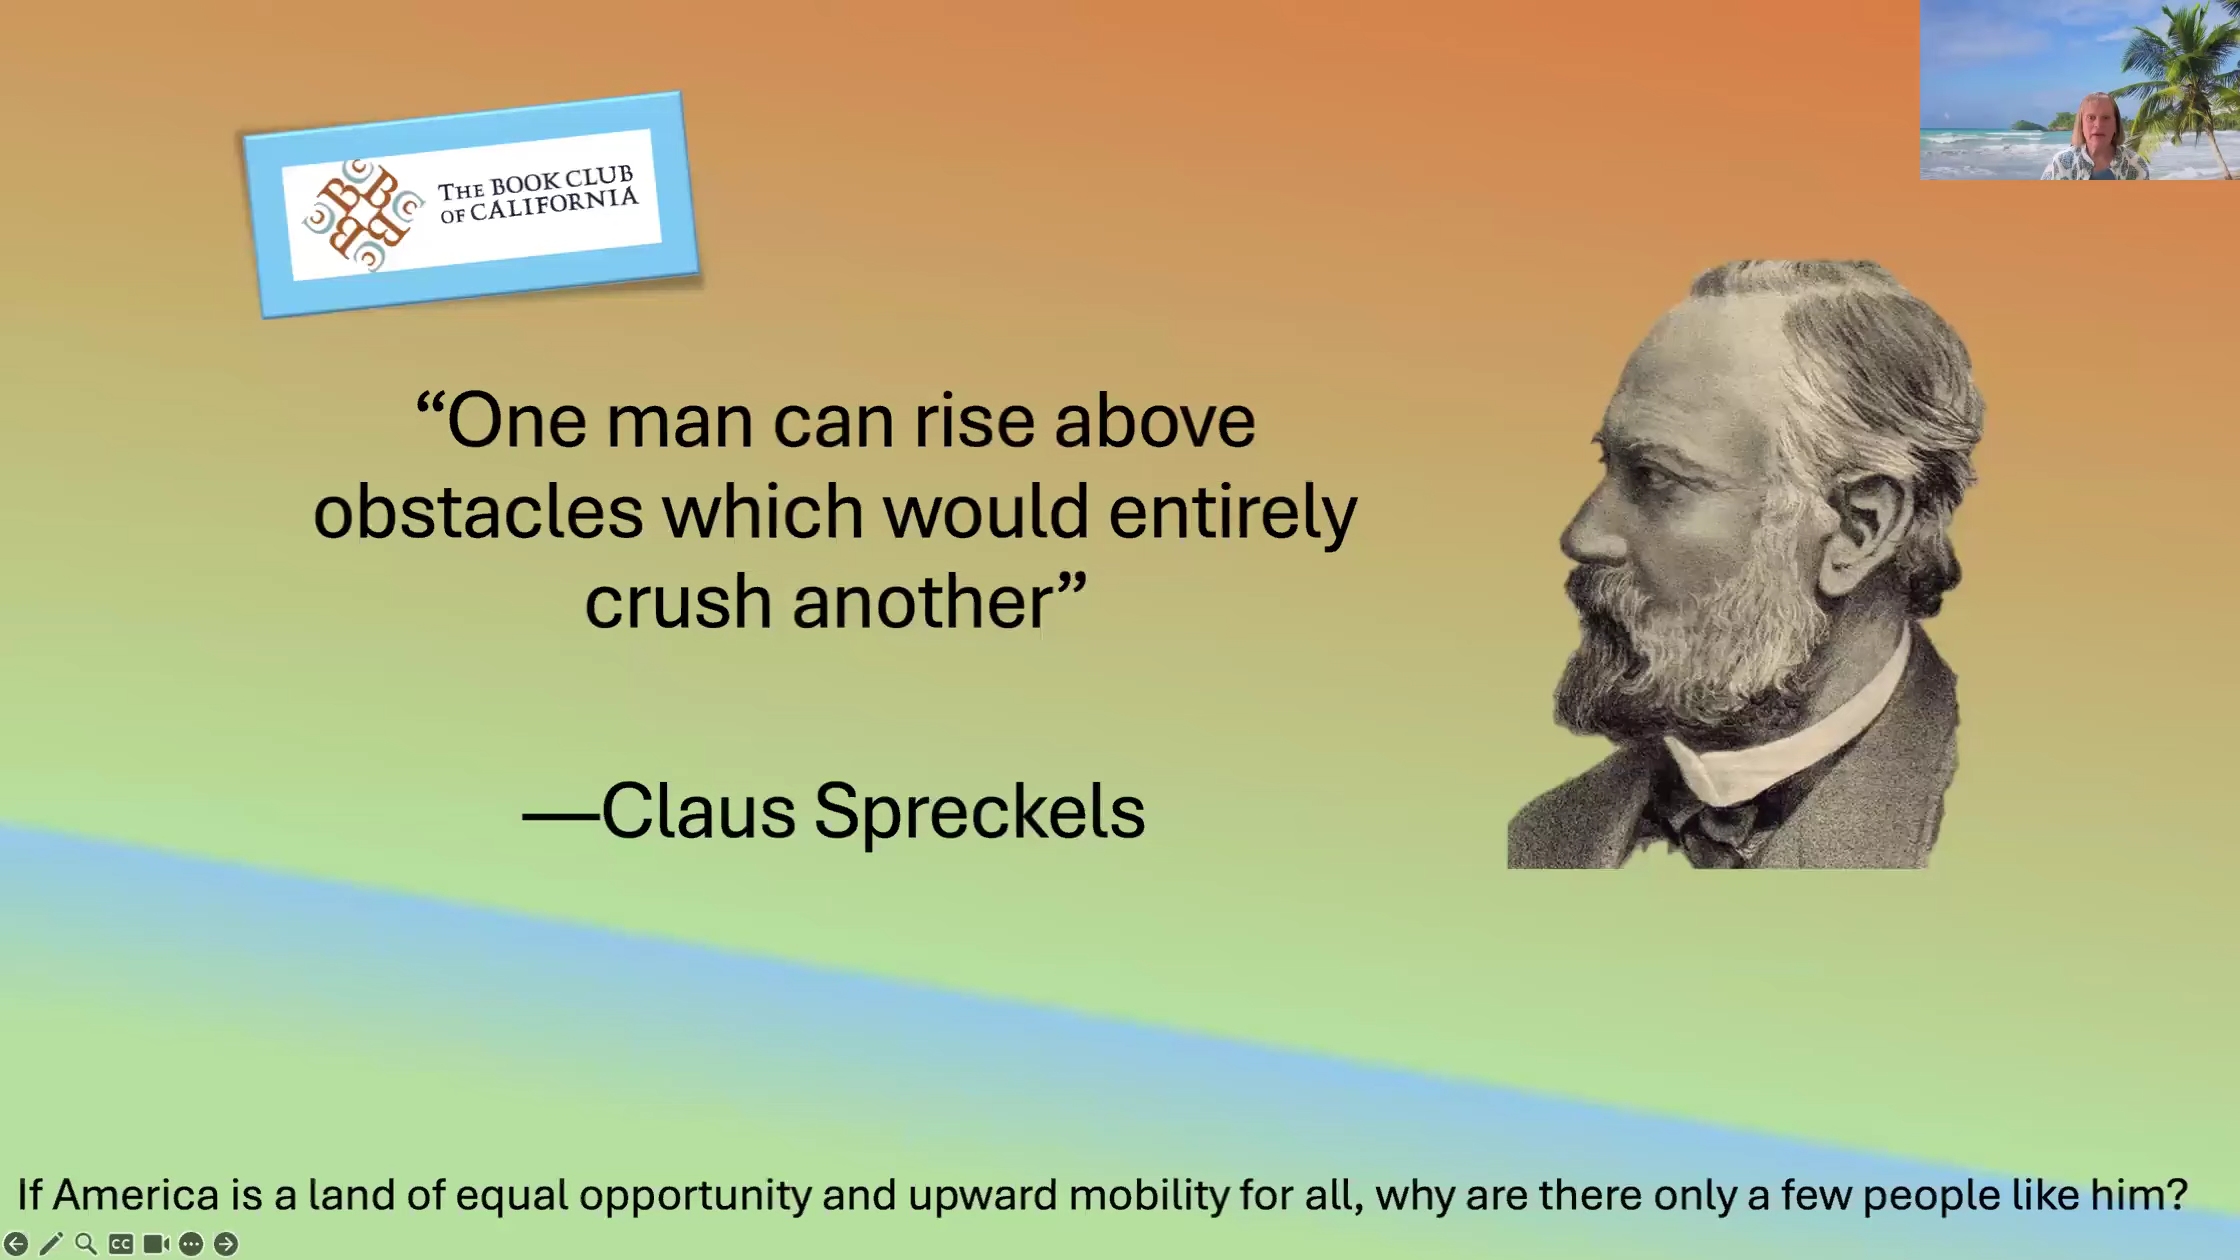 THE BOOK CLUB
OF CALIFORNIA
“One man can rise above
obstacles which would entirely
crush another”
—Claus Spreckels
If America is a land of equal opportunity and upward mobility for all, why are there only a few people like him?
CC